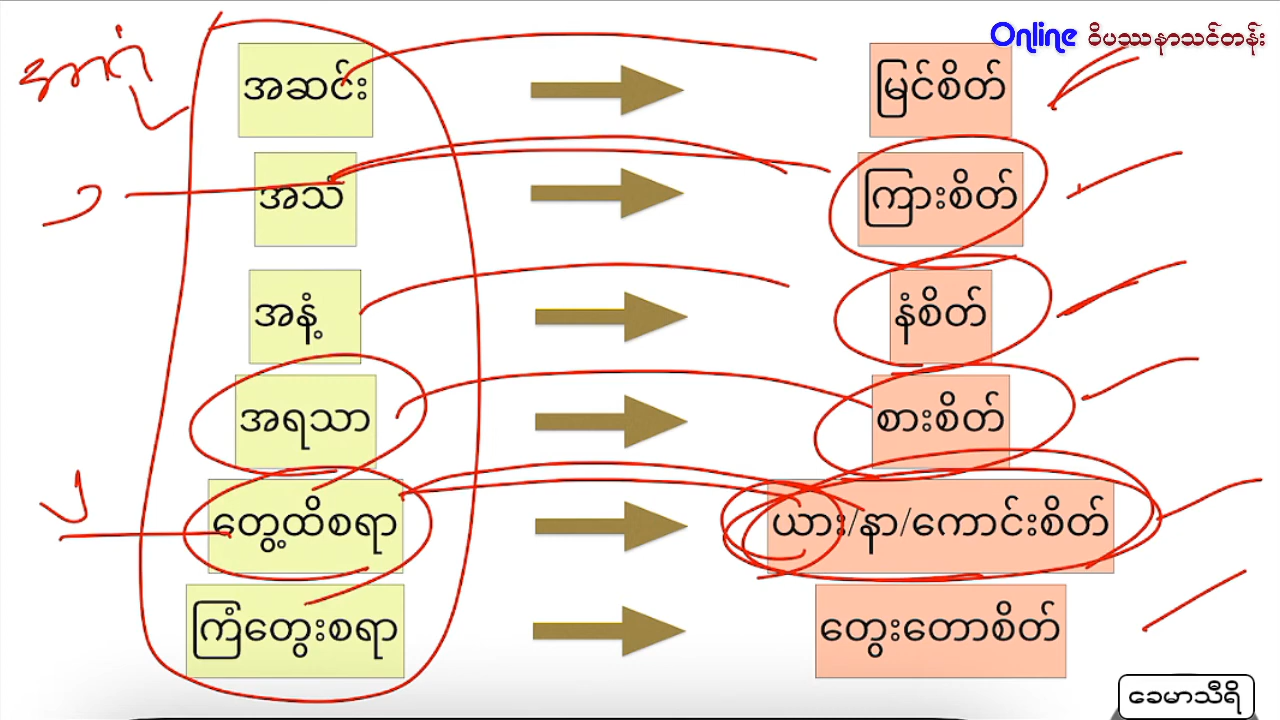 Online ဝိပဿနာသင်တန်း
အဆင်း မြင်စိတ်
အသံ ကြားစိတ်
အနံ့ နံစိတ်
အရသာ စားစိတ်
တွေ့ထိစရာ ယား/နာ/ကောင်းစိတ်
ကြံတွေးစရာ တွေးတောစိတ်
ခေမာသီရိ